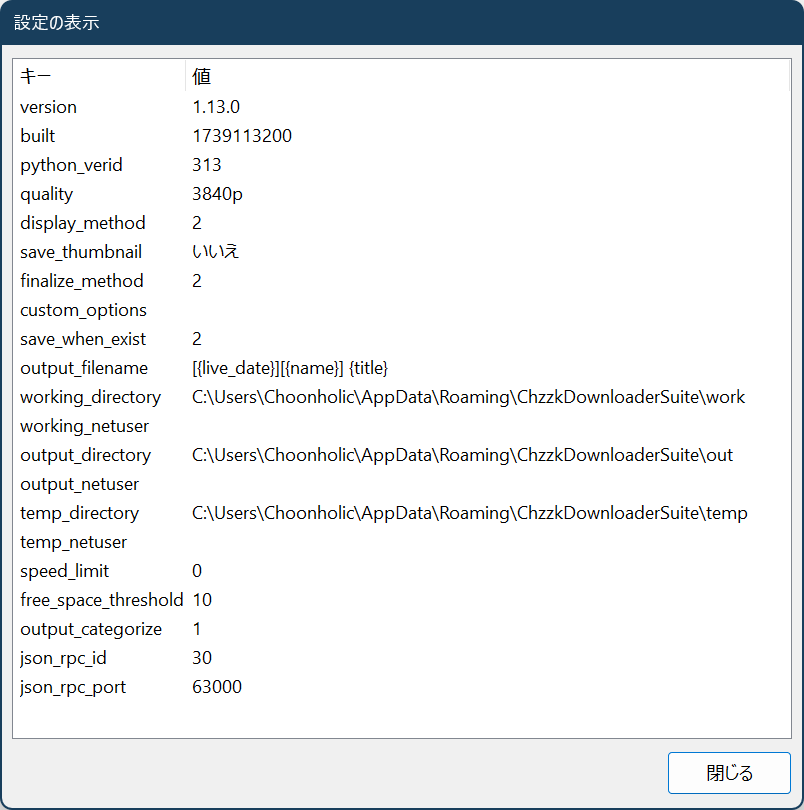 設定の表示
キー 値
version 1.13.0
built 1739113200
python_verid 313
quality 3840p
display_method 2
save_thumbnail いいえ
finalize_method 2
custom_options
save_when_exist 2
output_filename [{live_date}][{name}] {title}
working_directory C:\Users\Choonholic\AppData\Roaming\ChzzkDownloaderSuite\work
working_netuser
output_directory C:\Users\Choonholic\AppData\Roaming\ChzzkDownloaderSuite\out
output_netuser
temp_directory C:\Users\Choonholic\AppData\Roaming\ChzzkDownloaderSuite\temp
temp_netuser
speed_limit 0
free_space_threshold 10
output_categorize 1
json_rpc_id 30
json_rpc_port 63000
閉じる